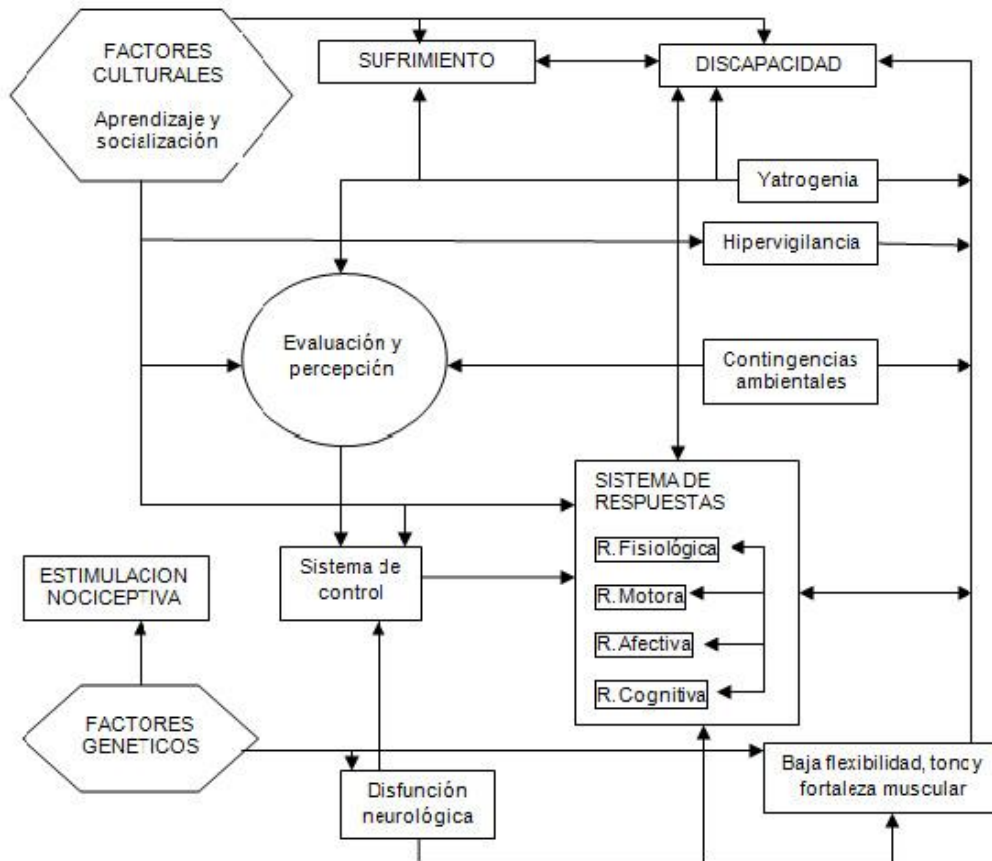 FACTORES
CULTURALES
Aprendizaje y
socialización
SUFRIMIENTO
DISCAPACIDAD
Yatrogenia
Hipervigilancia
Evaluación y
percepción
Contingencias
ambientales
SISTEMA DE
RESPUESTAS
R. Fisiológica
R. Motora
R. Afectiva
R. Cognitiva
Sistema de
control
ESTIMULACION
NOCICEPTIVA
FACTORES
GENETICOS
Disfunción
neurológica
Baja flexibilidad, tono y
fortaleza muscular